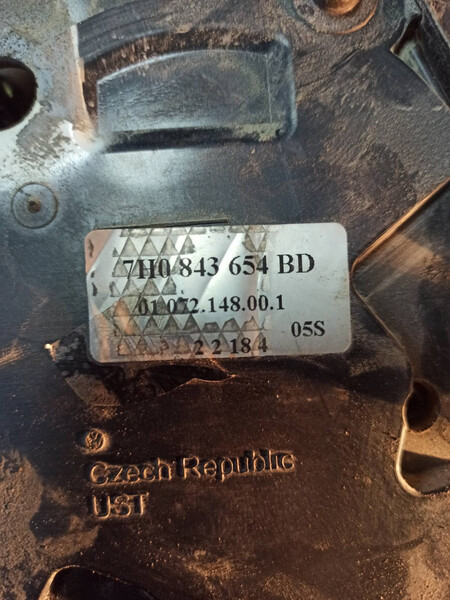 7H0 843 654 BD
01 072.148.00.1
05S
2 2 18 4
Czech Republic
UST